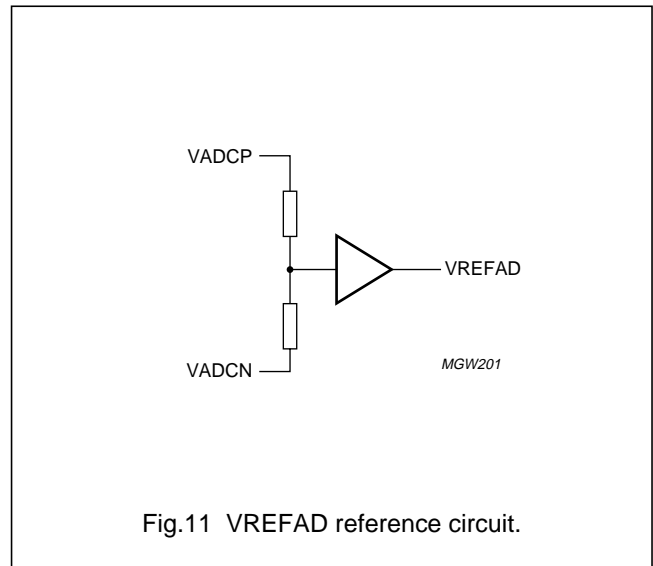 VADCP
VREFAD
VADCN
MGW201
Fig.11 VREFAD reference circuit.